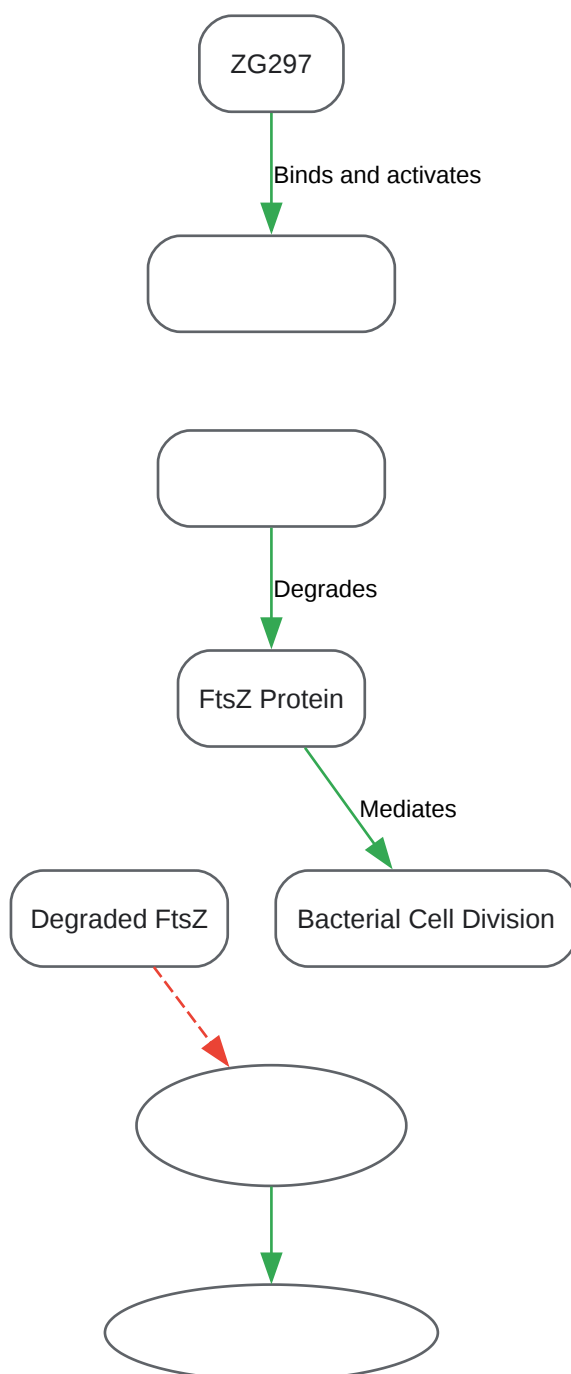 ZG297
Binds and activates
Degrades
FtsZ Protein
Mediates
Degraded FtsZ
Bacterial Cell Division